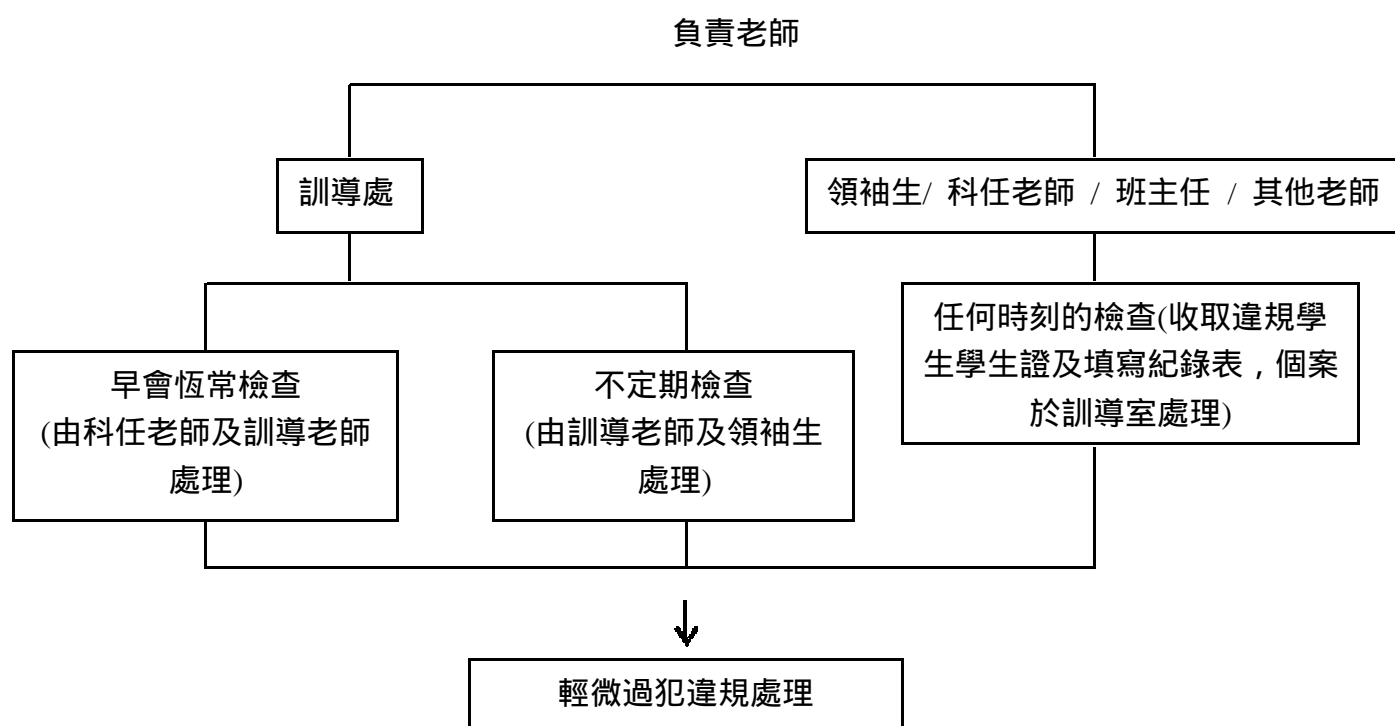 負責老師
訓導處
領袖生/ 科任老師 / 班主任 / 其他老師
早會恆常檢查
(由科任老師及訓導老師
處理)
不定期檢查
(由訓導老師及領袖生
處理)
任何時刻的檢查(收取違規學
生學生證及填寫紀錄表，個案
於訓導室處理)
輕微過犯違規處理